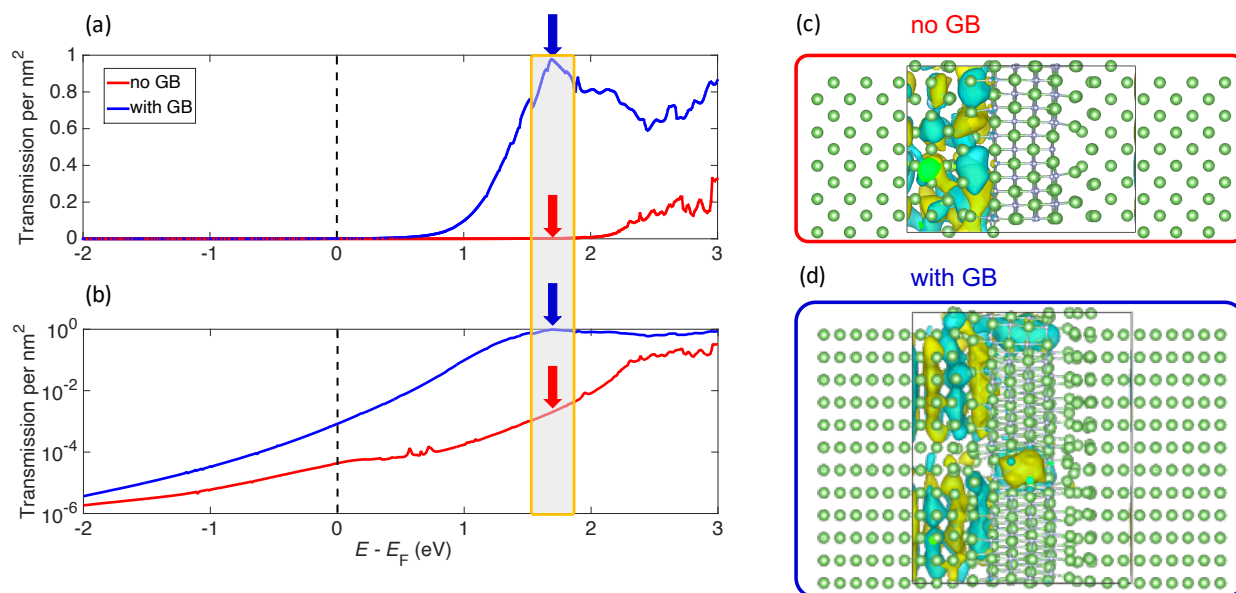 (a)
Transmission per nm²
1
0.8
0.6
0.4
0.2
0
no GB
with GB
-2
-1
0
1
2
3
(b)
Transmission per nm²
10⁰
10⁻²
10⁻⁴
10⁻⁶
-2
-1
0
1
2
3
E - E_F (eV)
(c)
no GB
(d)
with GB